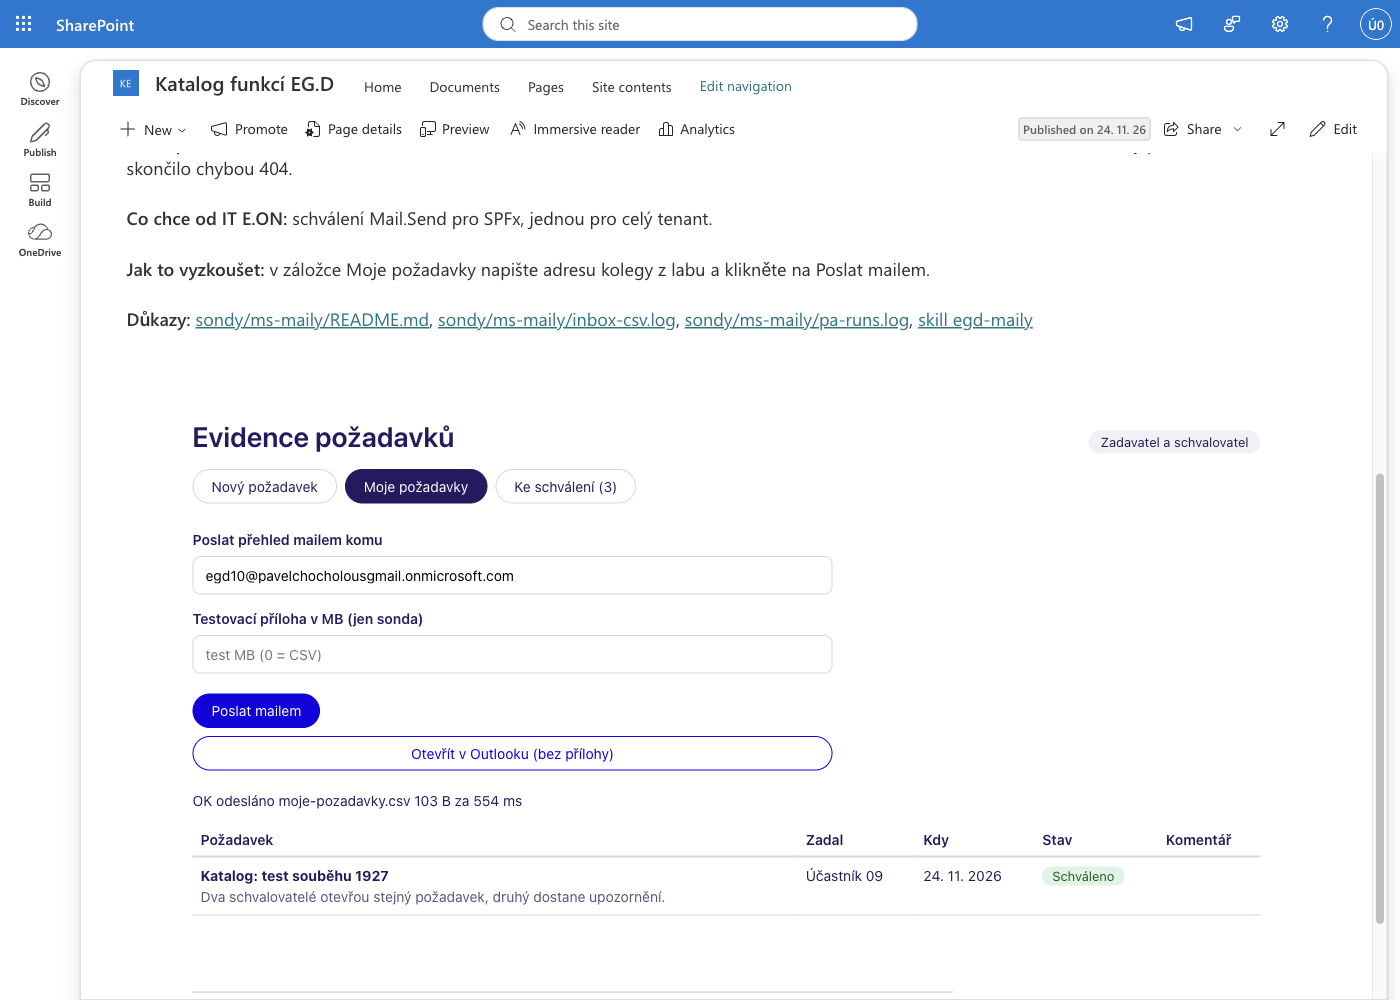 SharePoint
Search this site
Ú0
Discover
Publish
Build
OneDrive
KE
Katalog funkcí EG.D
Home
Documents
Pages
Site contents
Edit navigation
New
Promote
Page details
Preview
Immersive reader
Analytics
Published on 24. 11. 26
Share
Edit
skončilo chybou 404.
Co chce od IT E.ON: schválení Mail.Send pro SPFx, jednou pro celý tenant.
Jak to vyzkoušet: v záložce Moje požadavky napište adresu kolegy z labu a klikněte na Poslat mailem.
Důkazy: sondy/ms-maily/README.md, sondy/ms-maily/inbox-csv.log, sondy/ms-maily/pa-runs.log, skill egd-maily
Evidence požadavků
Zadavatel a schvalovatel
Nový požadavek
Moje požadavky
Ke schválení (3)
Poslat přehled mailem komu
egd10@pavelchocholousgmail.onmicrosoft.com
Testovací příloha v MB (jen sonda)
test MB (0 = CSV)
Poslat mailem
Otevřít v Outlooku (bez přílohy)
OK odesláno moje-pozadavky.csv 103 B za 554 ms
Požadavek Zadal Kdy Stav Komentář
Katalog: test souběhu 1927 Účastník 09 24. 11. 2026 Schváleno
Dva schvalovatelé otevřou stejný požadavek, druhý dostane upozornění.